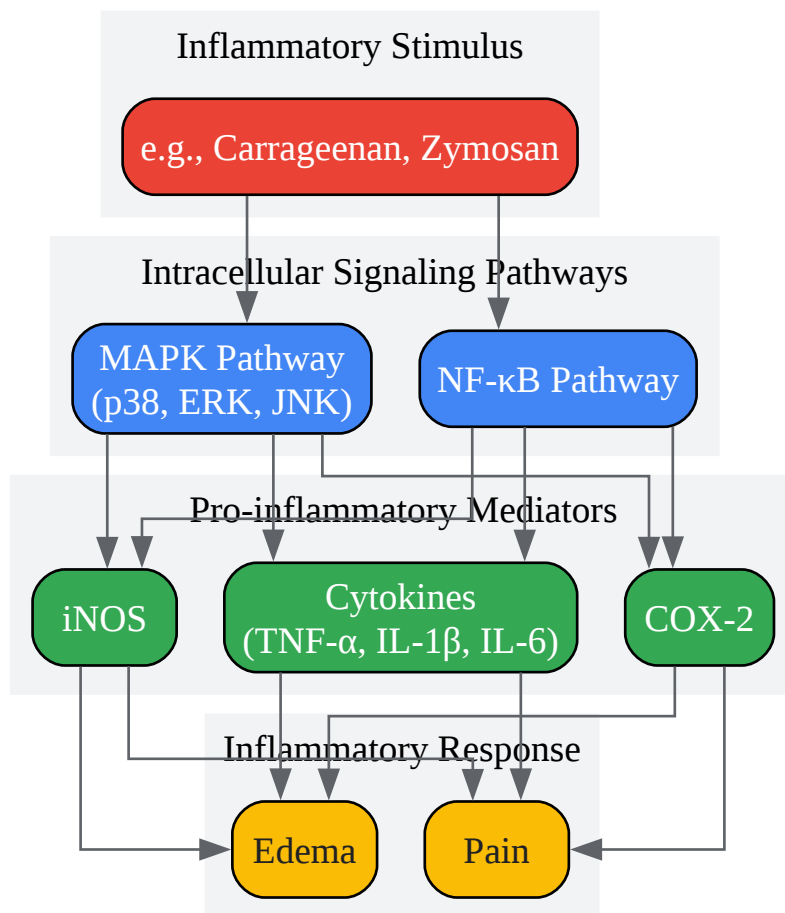 Inflammatory Stimulus
e.g., Carrageenan, Zymosan
Intracellular Signaling Pathways
MAPK Pathway
(p38, ERK, JNK)
NF-κB Pathway
Pro-inflammatory Mediators
iNOS
Cytokines
(TNF-α, IL-1β, IL-6)
COX-2
Inflammatory Response
Edema
Pain